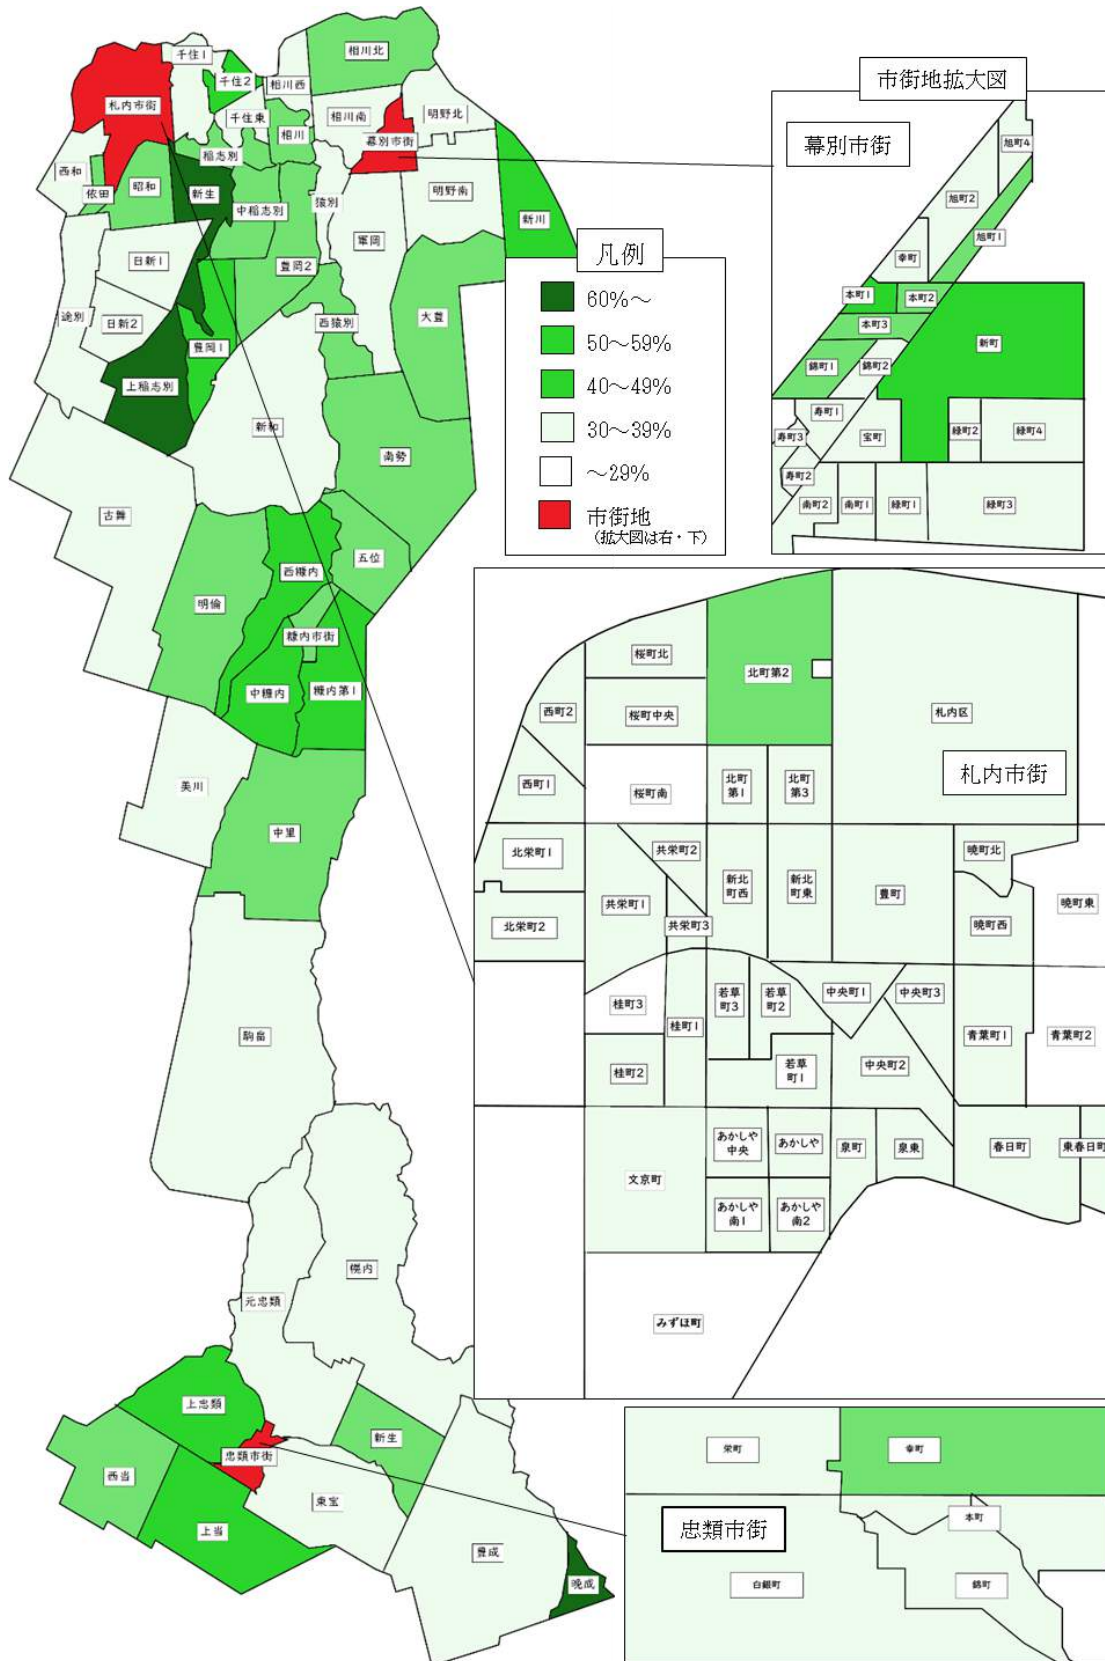 千住1
相川北
千住2
相川西
札内市街
千住東
相川南
明野北
相川
幕別市街
稲志別
西和
昭和
依田
新生
明野南
中稲志別
猿別
新川
軍岡
日新1
豊岡2
途別
日新2
西猿別
大豊
豊岡1
上稲志別
新和
南勢
古舞
五位
西糠内
明倫
糠内市街
中糠内
糠内第1
美川
中里
駒畠
幌内
元忠類
上忠類
新生
忠類市街
西当
東宝
上当
豊成
晩成
凡例
60%～
50～59%
40～49%
30～39%
～29%
市街地
(拡大図は右・下)
市街地拡大図
幕別市街
旭町4
旭町2
旭町1
幸町
本町1
本町2
本町3
新町
錦町1
錦町2
寿町1
寿町3
宝町
緑町2
緑町4
寿町2
南町2
南町1
緑町1
緑町3
札内市街
桜町北
北町第2
西町2
桜町中央
札内区
西町1
桜町南
北町
第1
北町
第3
北栄町1
共栄町2
暁町北
新北
町西
新北
町東
豊町
共栄町1
暁町東
北栄町2
共栄町3
暁町西
桂町3
若草
町3
若草
町2
中央町1
中央町3
桂町1
青葉町1
青葉町2
桂町2
若草
町1
中央町2
あかしや
中央
あかしや
泉町
泉東
春日町
東春日町
文京町
あかしや
南1
あかしや
南2
みずほ町
忠類市街
栄町
幸町
本町
白銀町
錦町